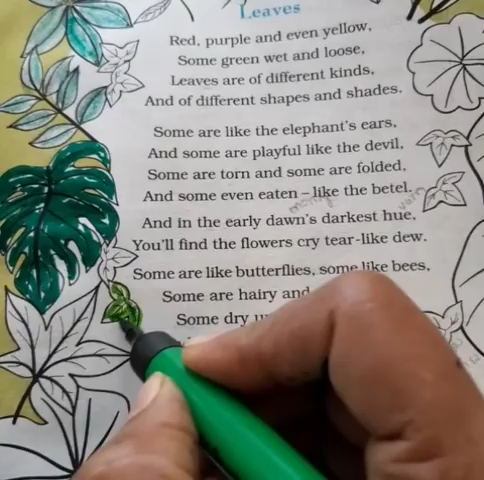 Leaves
Red, purple and even yellow,
Some green wet and loose,
Leaves are of different kinds,
And of different shapes and shades.
Some are like the elephant's ears,
And some are playful like the devil,
Some are torn and some are folded,
And some even eaten – like the betel.
And in the early dawn's darkest hue,
You'll find the flowers cry tear-like dew.
Some are like butterflies, some like bees,
Some are hairy and
Some dry